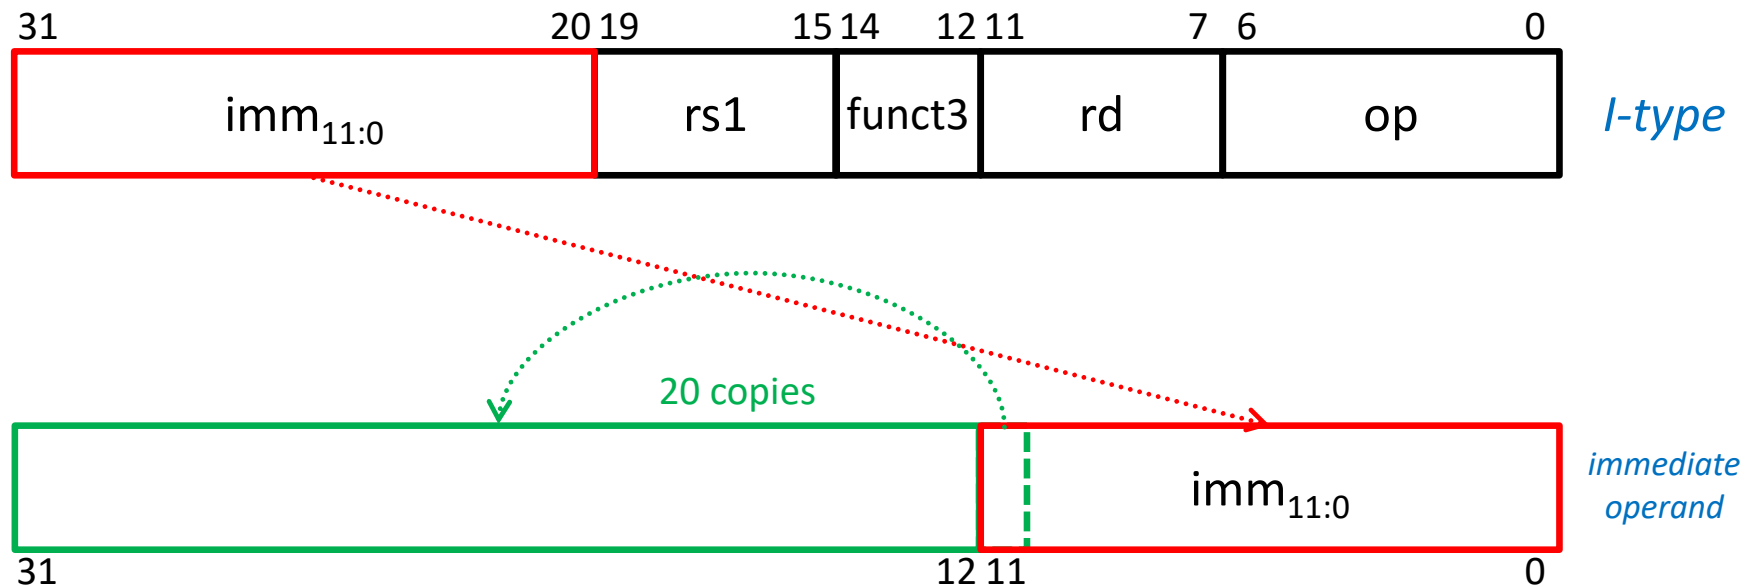 31 20 19 15 14 12 11 7 6 0
imm11:0 rs1 funct3 rd op I-type
20 copies
imm11:0 immediate
operand
31 12 11 0